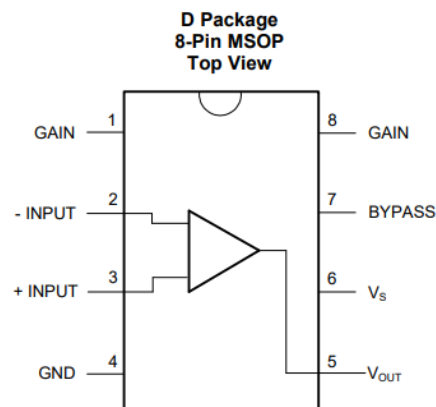 D Package
8-Pin MSOP
Top View
GAIN 1 8 GAIN
- INPUT 2 7 BYPASS
+ INPUT 3 6 VS
GND 4 5 VOUT